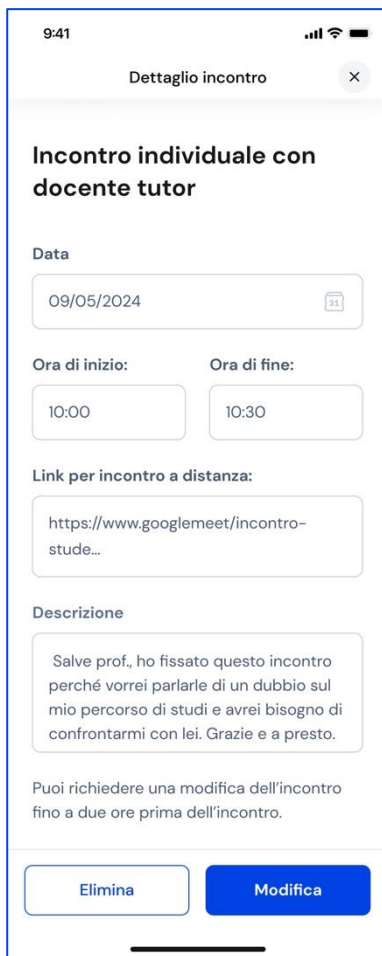 9:41
Dettaglio incontro
Incontro individuale con
docente tutor
Data
09/05/2024
31
Ora di inizio: Ora di fine:
10:00 10:30
Link per incontro a distanza:
https://www.googlemeet/incontro-
stude...
Descrizione
Salve prof., ho fissato questo incontro
perché vorrei parlarle di un dubbio sul
mio percorso di studi e avrei bisogno di
confrontarmi con lei. Grazie e a presto.
Puoi richiedere una modifica dell'incontro
fino a due ore prima dell'incontro.
Elimina Modifica